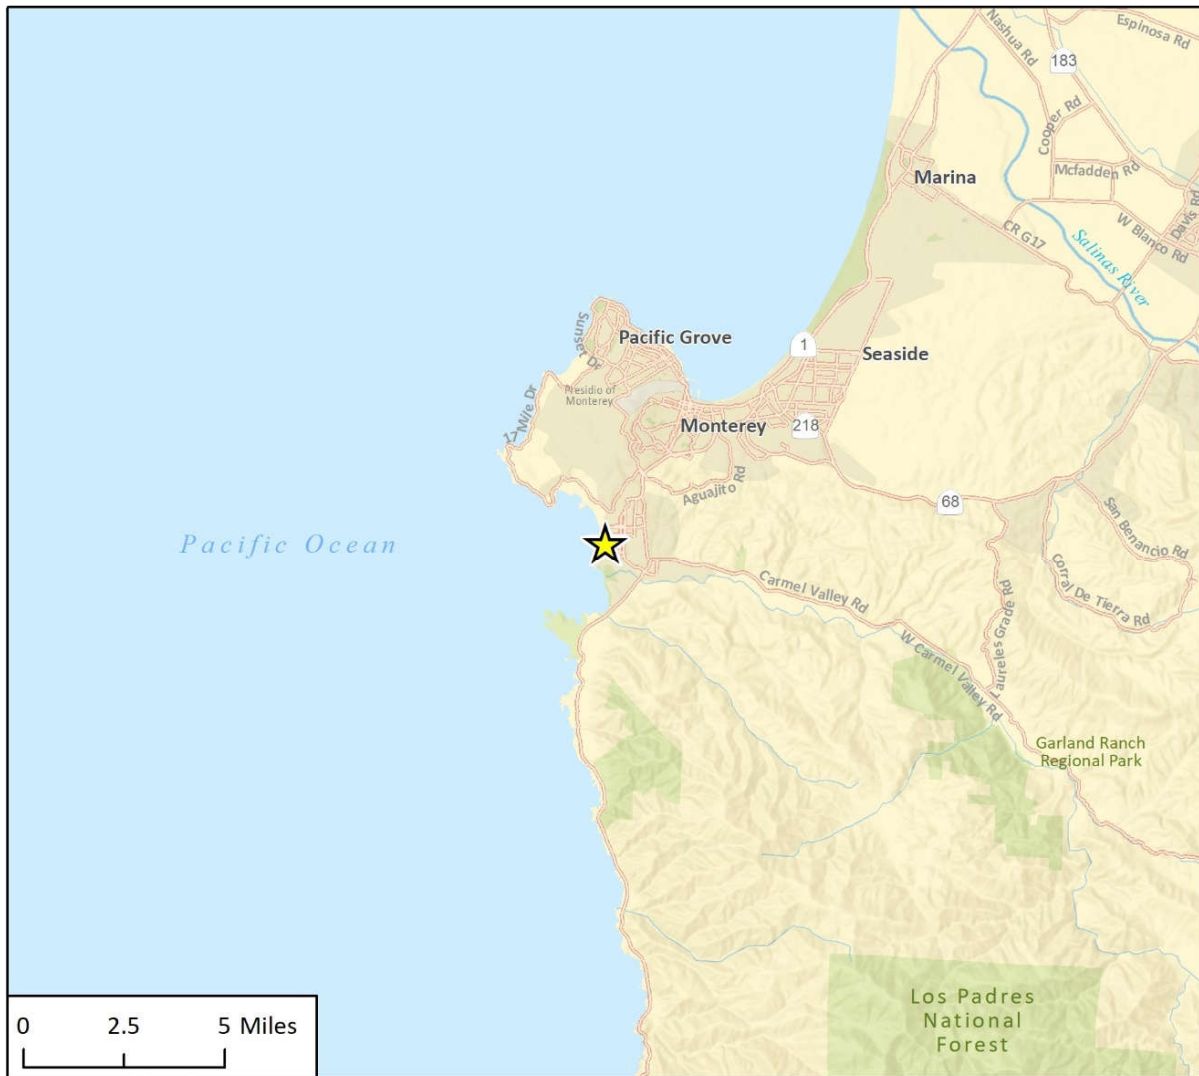 Nashua Rd
Espinosa Rd
183
Cooper Rd
Mcfadden Rd
Marina
Davis Rd
W Blanco Rd
CR G17
Salinas River
Sunset Dr
Pacific Grove
1
Seaside
Presidio of
Monterey
17 Mile Dr
Monterey
218
Aguajito Rd
68
San Benancio Rd
Pacific Ocean
Carmel Valley Rd
Corral De Tierra Rd
Laureles Grade Rd
W Carmel Valley Rd
Garland Ranch
Regional Park
Los Padres
National
Forest
0 2.5 5 Miles